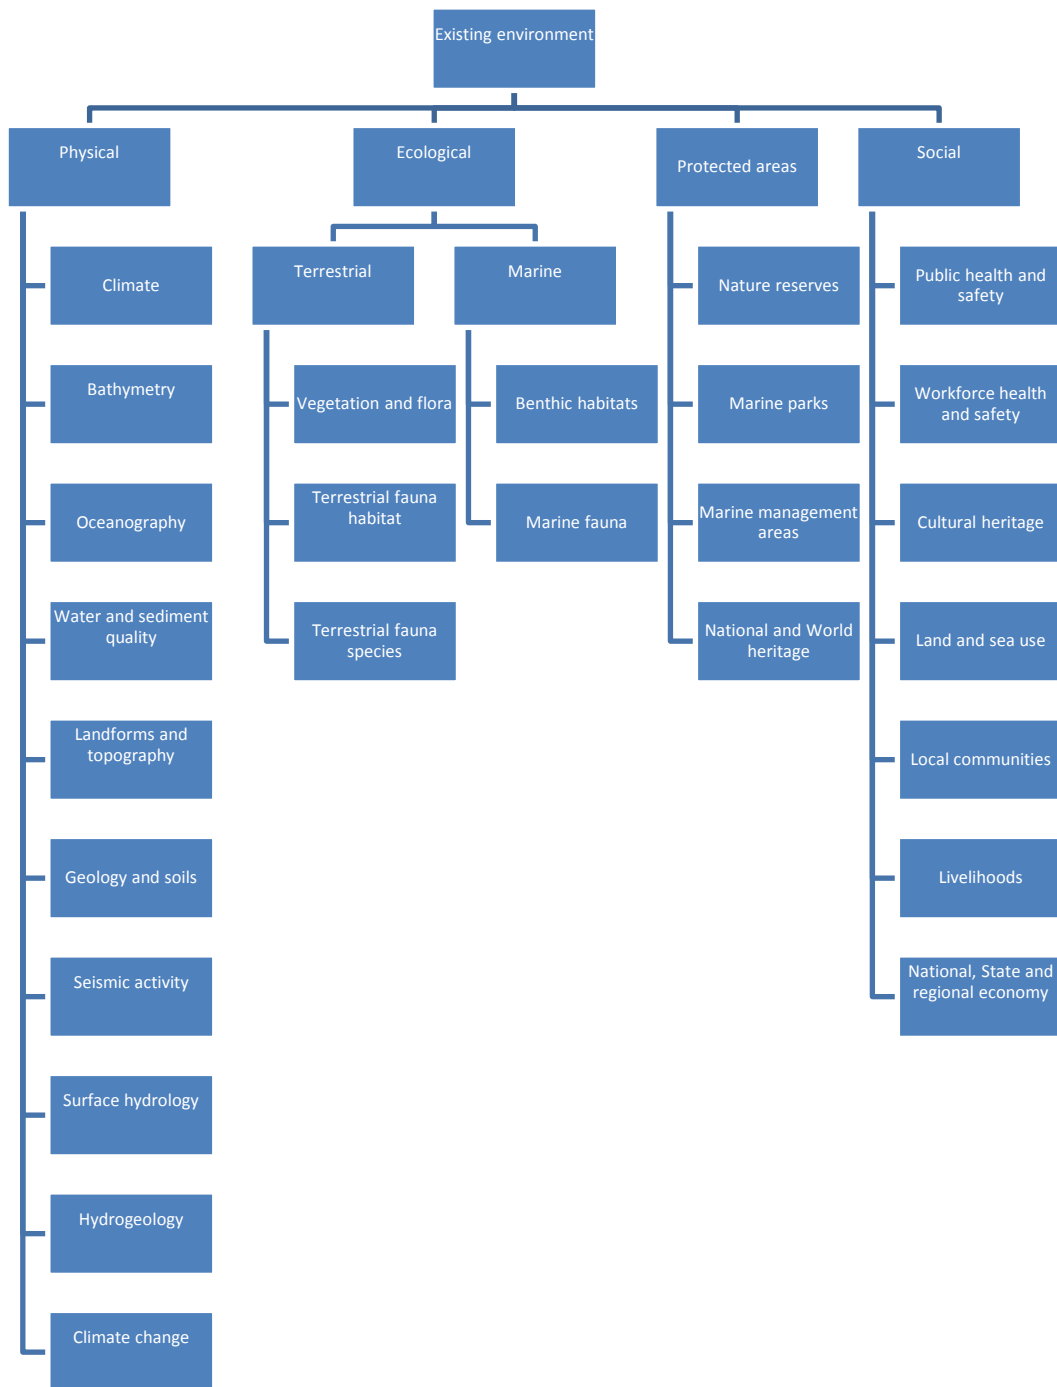 Existing environment
Physical
Ecological
Protected areas
Social
Terrestrial
Marine
Climate
Bathymetry
Oceanography
Water and sediment
quality
Landforms and
topography
Geology and soils
Seismic activity
Surface hydrology
Hydrogeology
Climate change
Vegetation and flora
Terrestrial fauna
habitat
Terrestrial fauna
species
Benthic habitats
Marine fauna
Nature reserves
Marine parks
Marine management
areas
National and World
heritage
Public health and
safety
Workforce health
and safety
Cultural heritage
Land and sea use
Local communities
Livelihoods
National, State and
regional economy